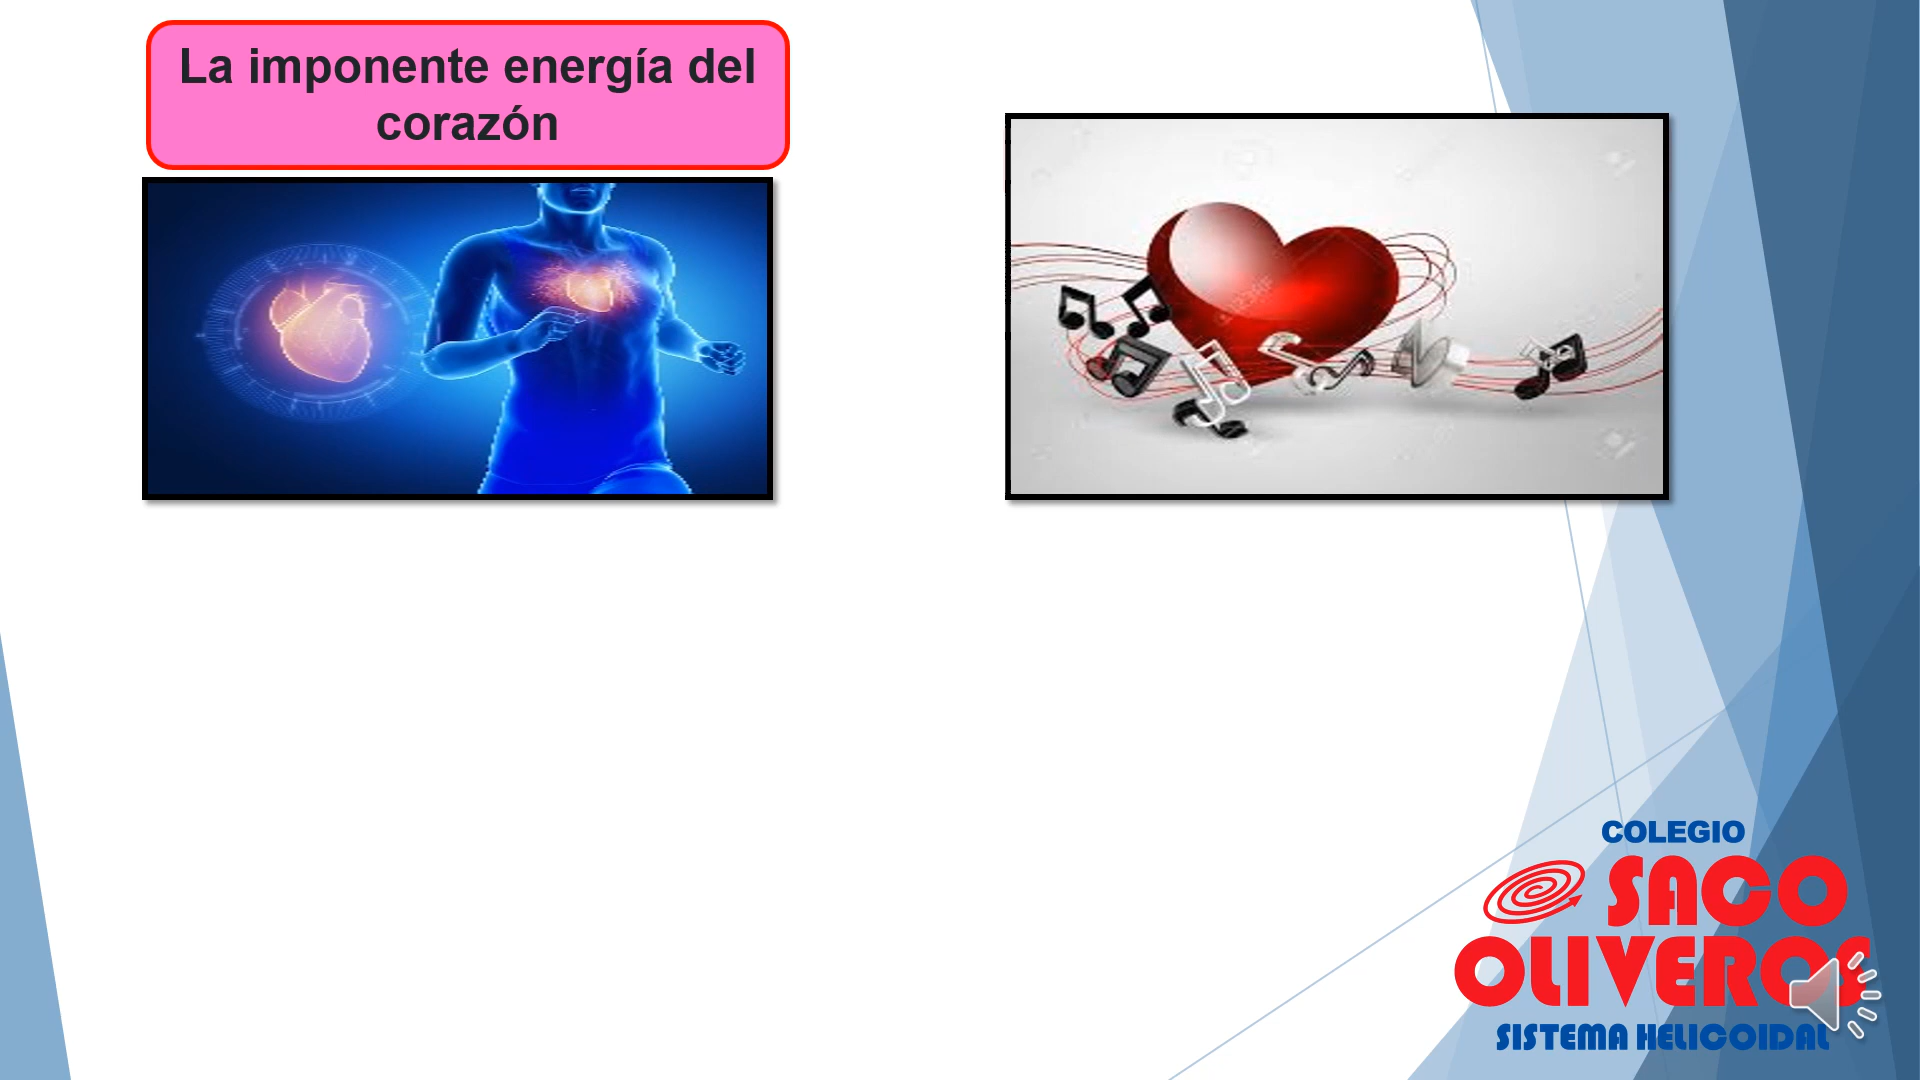 La imponente energía del
corazón
COLEGIO
SACO
OLIVEROS
SISTEMA HELICOIDAL